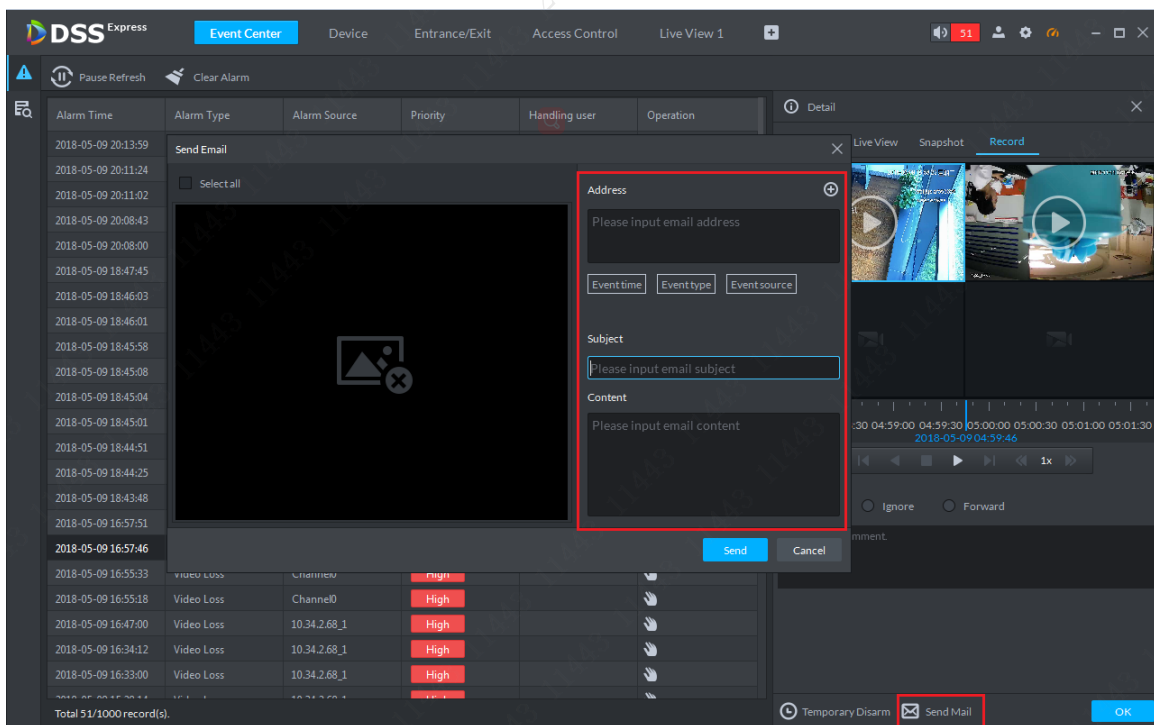 DSS Express
Event Center Device Entrance/Exit Access Control Live View 1 51
Pause Refresh Clear Alarm
Alarm Time Alarm Type Alarm Source Priority Handling user Operation
Detail
2018-05-09 20:13:59
2018-05-09 20:11:24
2018-05-09 20:11:02
2018-05-09 20:08:43
2018-05-09 20:08:00
2018-05-09 18:47:45
2018-05-09 18:46:03
2018-05-09 18:46:01
2018-05-09 18:45:58
2018-05-09 18:45:08
2018-05-09 18:45:04
2018-05-09 18:45:01
2018-05-09 18:44:51
2018-05-09 18:44:25
2018-05-09 18:43:48
2018-05-09 16:57:51
2018-05-09 16:57:46
2018-05-09 16:55:33 Video Loss Channel0 High
2018-05-09 16:55:18 Video Loss Channel0 High
2018-05-09 16:47:00 Video Loss 10.34.2.68_1 High
2018-05-09 16:34:12 Video Loss 10.34.2.68_1 High
2018-05-09 16:33:00 Video Loss 10.34.2.68_1 High
Total 51/1000 record(s).
Send Email
Select all
Address
Please input email address
Event time Event type Event source
Subject
Please input email subject
Content
Please input email content
Send Cancel
Live View Snapshot Record
:30 04:59:00 04:59:30 05:00:00 05:00:30 05:01:00 05:01:30
2018-05-09 04:59:46
1x
Ignore Forward
mment.
Temporary Disarm Send Mail OK
11443